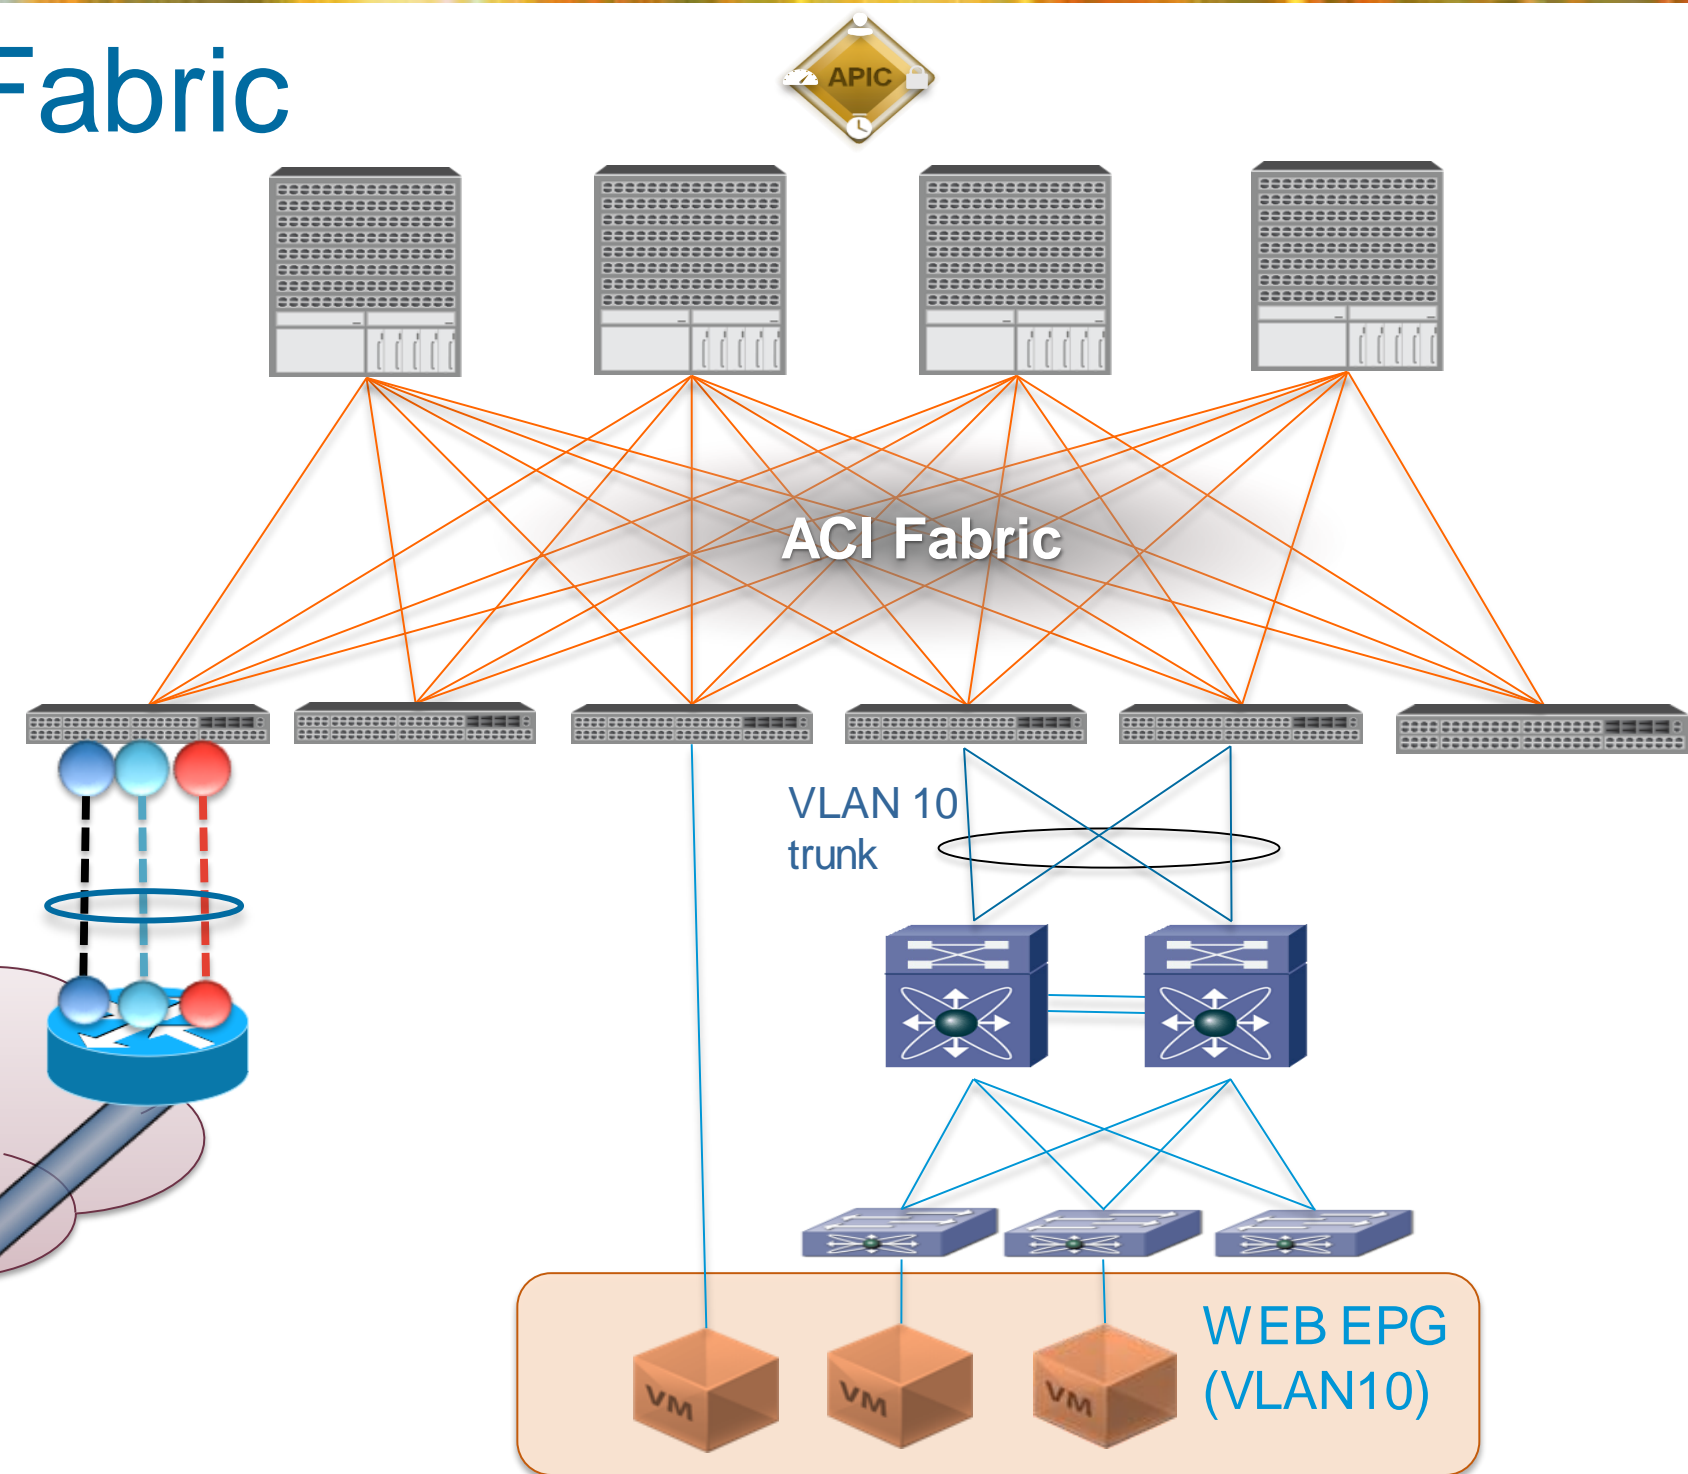 Fabric
APIC
ACI Fabric
VLAN 10
trunk
WEB EPG
(VLAN10)
VM
VM
VM